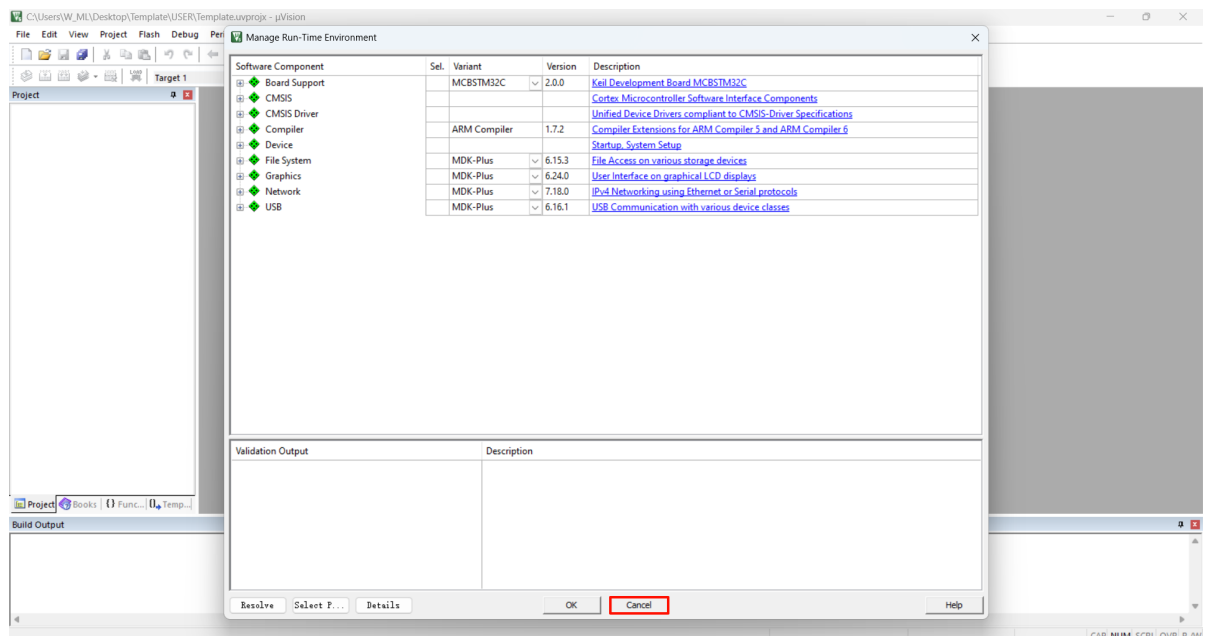 C:\Users\W_ML\Desktop\Template\USER\Template.uvprojx - µVision
File Edit View Project Flash Debug Peri
Target 1
Project
Manage Run-Time Environment
Software Component Sel. Variant Version Description
Board Support MCBSTM32C 2.0.0 Keil Development Board MCBSTM32C
CMSIS Cortex Microcontroller Software Interface Components
CMSIS Driver Unified Device Drivers compliant to CMSIS-Driver Specifications
Compiler ARM Compiler 1.7.2 Compiler Extensions for ARM Compiler 5 and ARM Compiler 6
Device Startup, System Setup
File System MDK-Plus 6.15.3 File Access on various storage devices
Graphics MDK-Plus 6.24.0 User Interface on graphical LCD displays
Network MDK-Plus 7.18.0 IPv4 Networking using Ethernet or Serial protocols
USB MDK-Plus 6.16.1 USB Communication with various device classes
Validation Output Description
Project Books {} Func... Temp...
Build Output
Resolve Select P... Details OK Cancel Help
CAP NUM SCRL OVR R/W